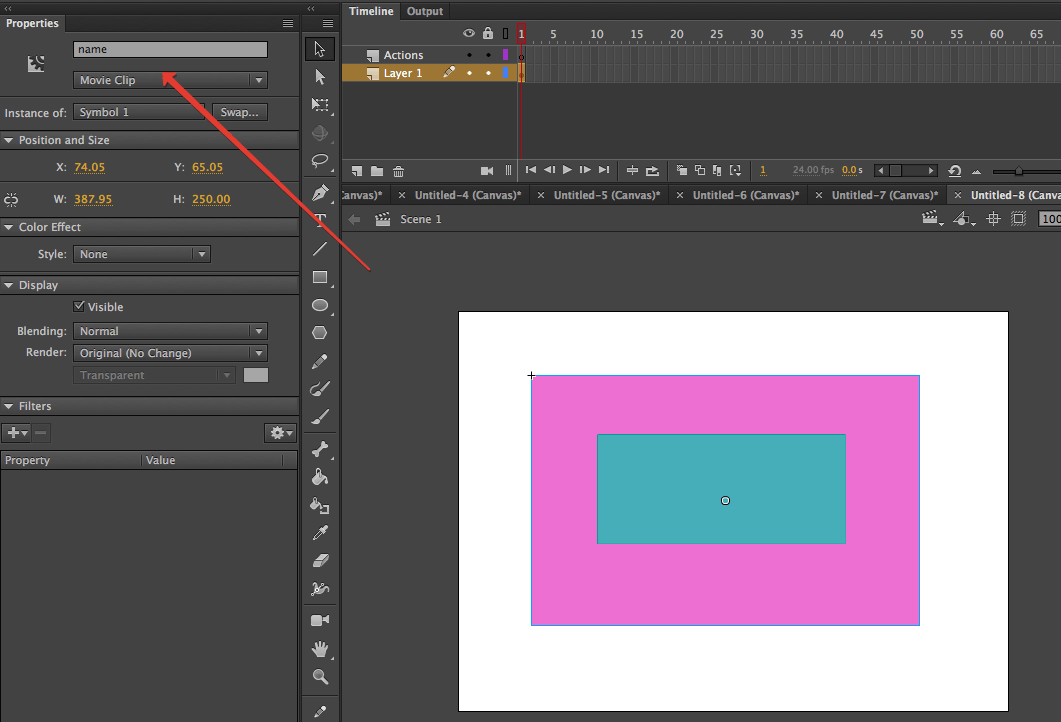 Properties
name
Movie Clip
Instance of: Symbol 1 Swap...
Position and Size
X: 74.05 Y: 65.05
W: 387.95 H: 250.00
Color Effect
Style: None
Display
Visible
Blending: Normal
Render: Original (No Change)
Transparent
Filters
Property Value
T
Timeline Output
1 5 10 15 20 25 30 35 40 45 50 55 60 65
Actions
Layer 1
1 24.00 fps 0.0 s
Canvas)* × Untitled-4 (Canvas)* × Untitled-5 (Canvas)* × Untitled-6 (Canvas)* × Untitled-7 (Canvas)* × Untitled-8 (Canva
Scene 1
100